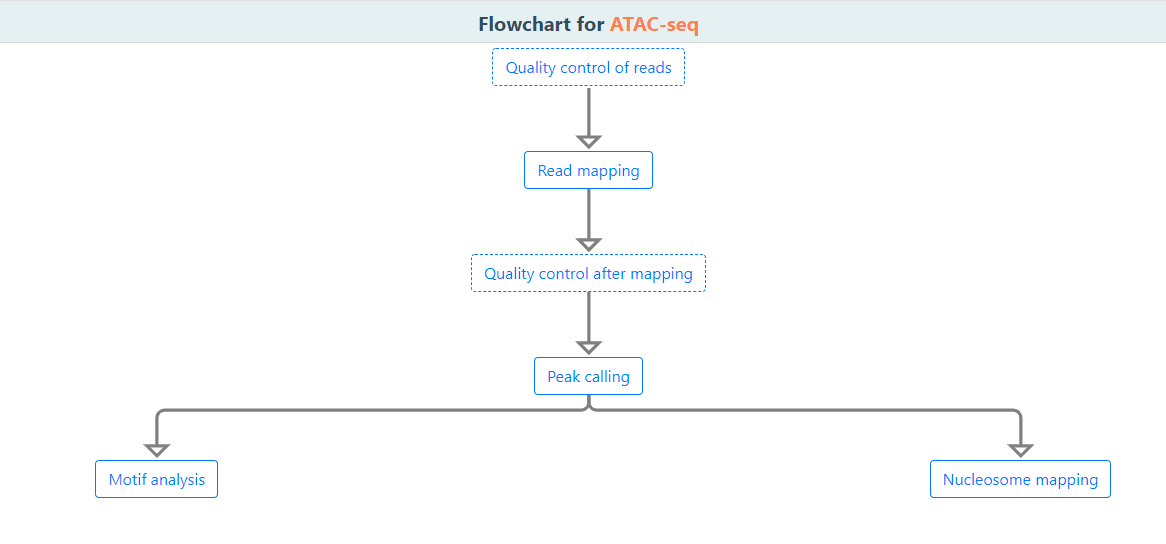 Flowchart for ATAC-seq
Quality control of reads
Read mapping
Quality control after mapping
Peak calling
Motif analysis
Nucleosome mapping